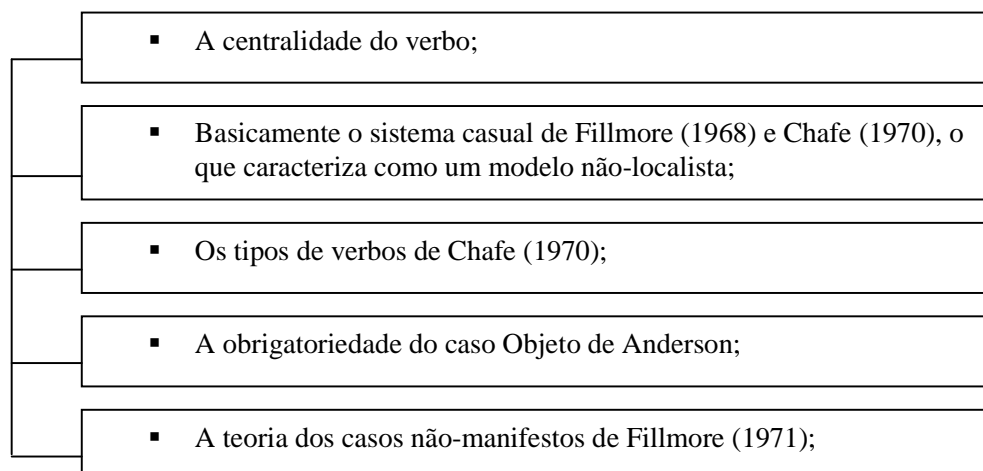 ▪ A centralidade do verbo;
▪ Basicamente o sistema casual de Fillmore (1968) e Chafe (1970), o
que caracteriza como um modelo não-localista;
▪ Os tipos de verbos de Chafe (1970);
▪ A obrigatoriedade do caso Objeto de Anderson;
▪ A teoria dos casos não-manifestos de Fillmore (1971);